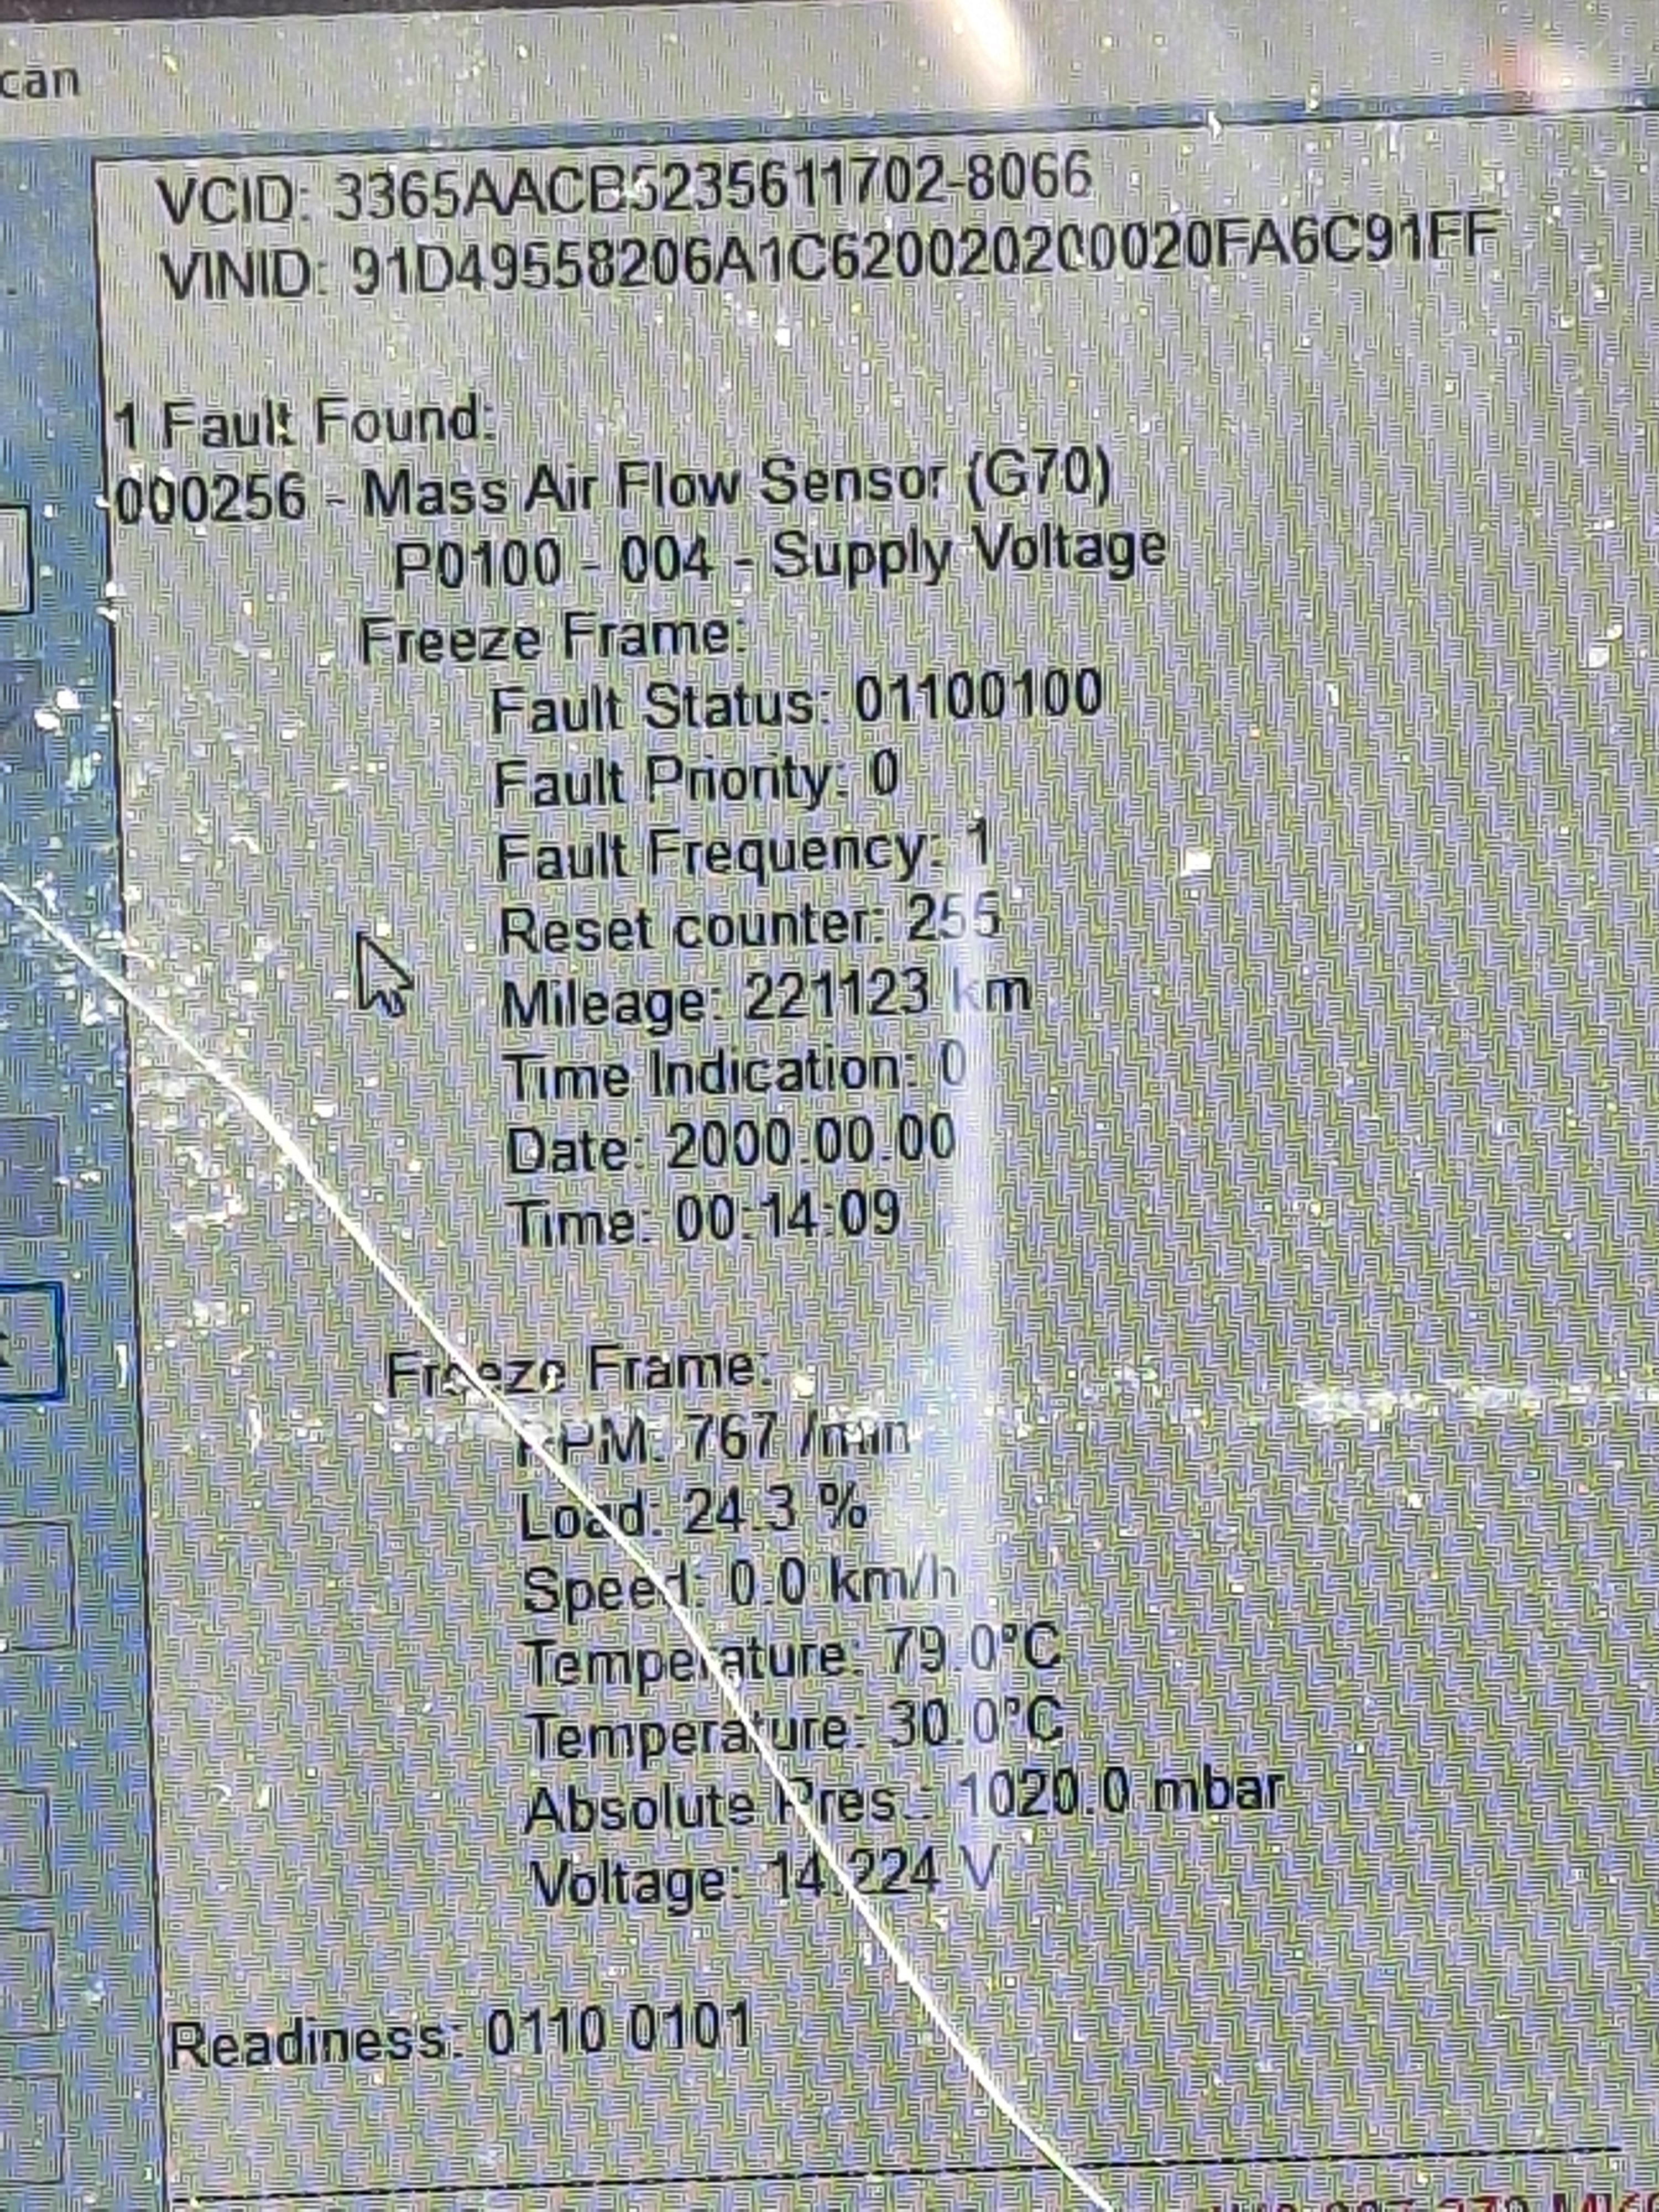 can
VCID: 3365AACB5235611702-8066
VINID: 91D49558206A1C620020200020FA6C91FF
1 Fault Found:
000256 - Mass Air Flow Sensor (G70)
P0100 - 004 - Supply Voltage
Freeze Frame:
Fault Status: 01100100
Fault Priority: 0
Fault Frequency: 1
Reset counter: 255
Mileage: 221123 km
Time Indication: 0
Date: 2000.00.00
Time: 00:14:09
Freeze Frame:
RPM: 767 /min
Load: 24.3 %
Speed: 0.0 km/h
Temperature: 79.0°C
Temperature: 30.0°C
Absolute Pres.: 1020.0 mbar
Voltage: 14.224 V
Readiness: 0110 0101